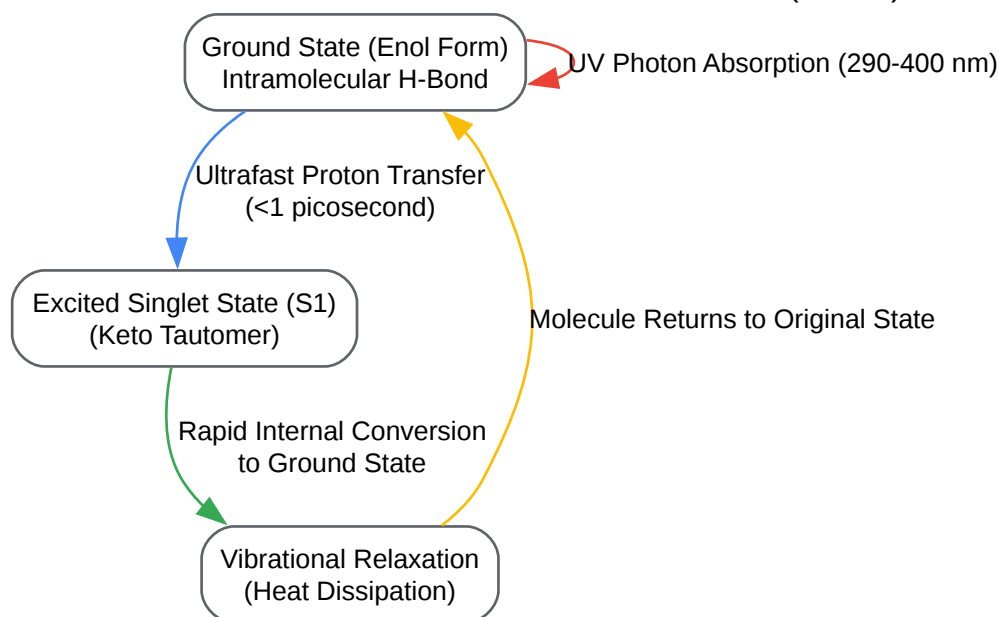 Ground State (Enol Form)
Intramolecular H-Bond
UV Photon Absorption (290-400 nm)
Ultrafast Proton Transfer
(<1 picosecond)
Excited Singlet State (S1)
(Keto Tautomer)
Molecule Returns to Original State
Rapid Internal Conversion
to Ground State
Vibrational Relaxation
(Heat Dissipation)